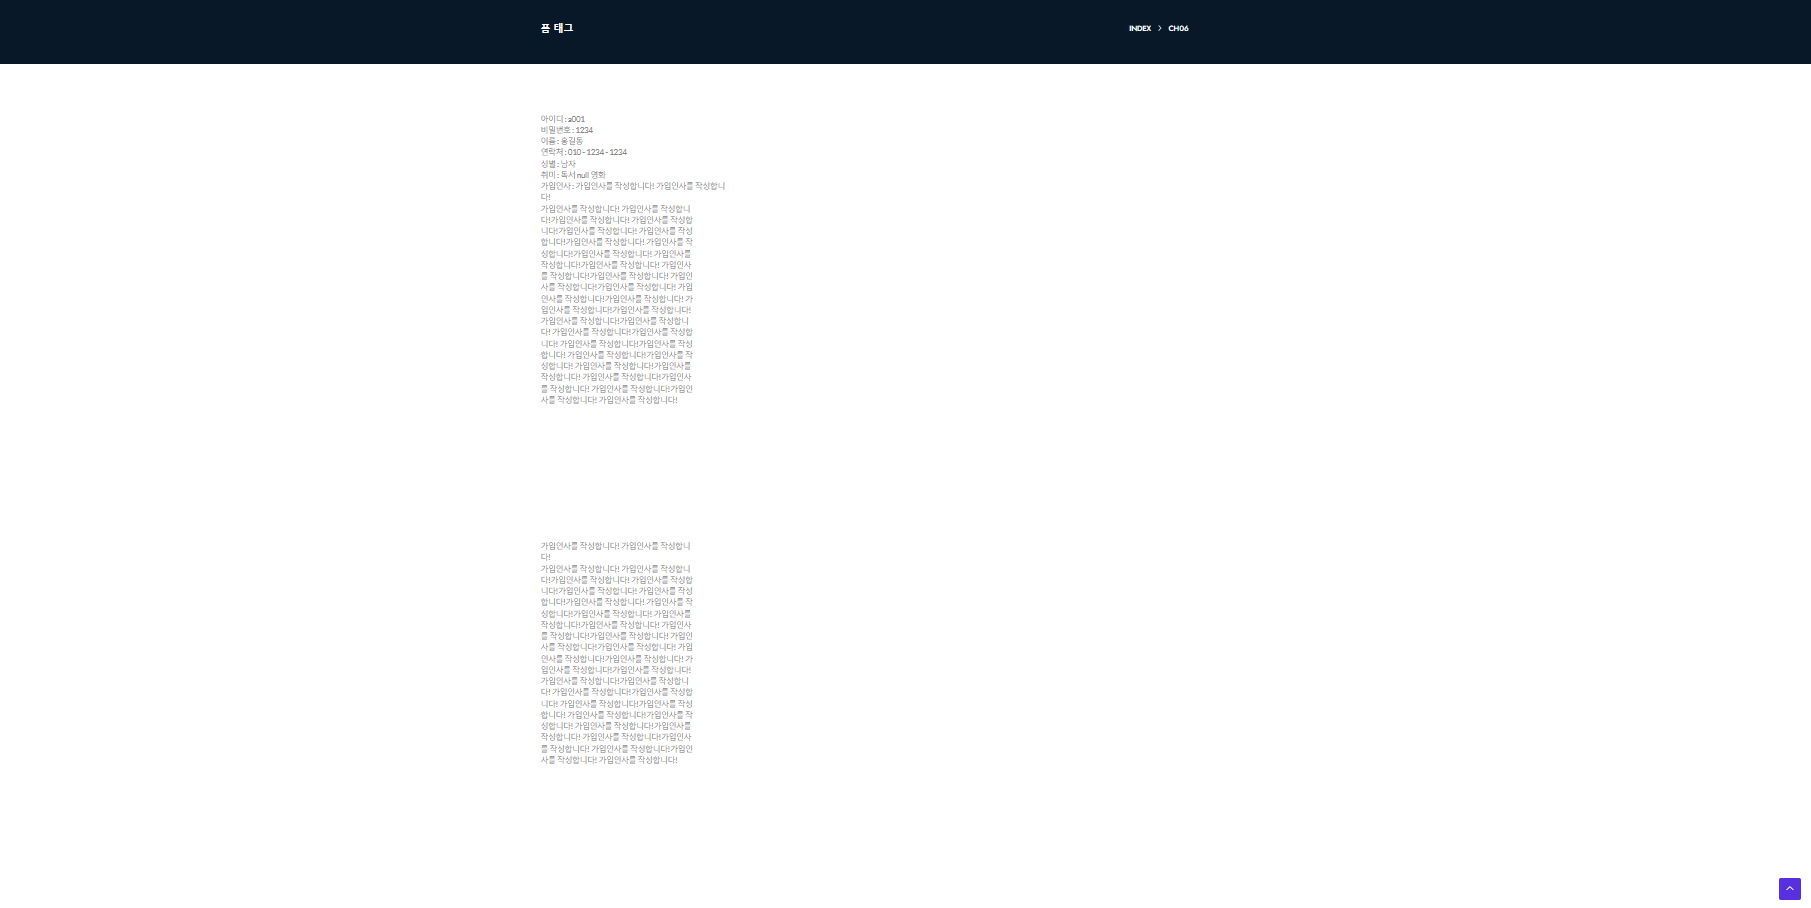 폼 태그
INDEX > CH06
아이디 : a001
비밀번호 : 1234
이름 : 홍길동
연락처 : 010 - 1234 - 1234
성별 : 남자
취미 : 독서 null 영화
가입인사 : 가입인사를 작성합니다! 가입인사를 작성합니
다!
가입인사를 작성합니다! 가입인사를 작성합니
다!가입인사를 작성합니다! 가입인사를 작성합
니다!가입인사를 작성합니다! 가입인사를 작성
합니다!가입인사를 작성합니다! 가입인사를 작
성합니다!가입인사를 작성합니다! 가입인사를
작성합니다!가입인사를 작성합니다! 가입인사
를 작성합니다!가입인사를 작성합니다! 가입인
사를 작성합니다!가입인사를 작성합니다! 가입
인사를 작성합니다!가입인사를 작성합니다! 가
입인사를 작성합니다!가입인사를 작성합니다!
가입인사를 작성합니다!가입인사를 작성합니
다! 가입인사를 작성합니다!가입인사를 작성합
니다! 가입인사를 작성합니다!가입인사를 작성
합니다! 가입인사를 작성합니다!가입인사를 작
성합니다! 가입인사를 작성합니다!가입인사를
작성합니다! 가입인사를 작성합니다!가입인사
를 작성합니다! 가입인사를 작성합니다!가입인
사를 작성합니다! 가입인사를 작성합니다!
가입인사를 작성합니다! 가입인사를 작성합니
다!
가입인사를 작성합니다! 가입인사를 작성합니
다!가입인사를 작성합니다! 가입인사를 작성합
니다!가입인사를 작성합니다! 가입인사를 작성
합니다!가입인사를 작성합니다! 가입인사를 작
성합니다!가입인사를 작성합니다! 가입인사를
작성합니다!가입인사를 작성합니다! 가입인사
를 작성합니다!가입인사를 작성합니다! 가입인
사를 작성합니다!가입인사를 작성합니다! 가입
인사를 작성합니다!가입인사를 작성합니다! 가
입인사를 작성합니다!가입인사를 작성합니다!
가입인사를 작성합니다!가입인사를 작성합니
다! 가입인사를 작성합니다!가입인사를 작성합
니다! 가입인사를 작성합니다!가입인사를 작성
합니다! 가입인사를 작성합니다!가입인사를 작
성합니다! 가입인사를 작성합니다!가입인사를
작성합니다! 가입인사를 작성합니다!가입인사
를 작성합니다! 가입인사를 작성합니다!가입인
사를 작성합니다! 가입인사를 작성합니다!